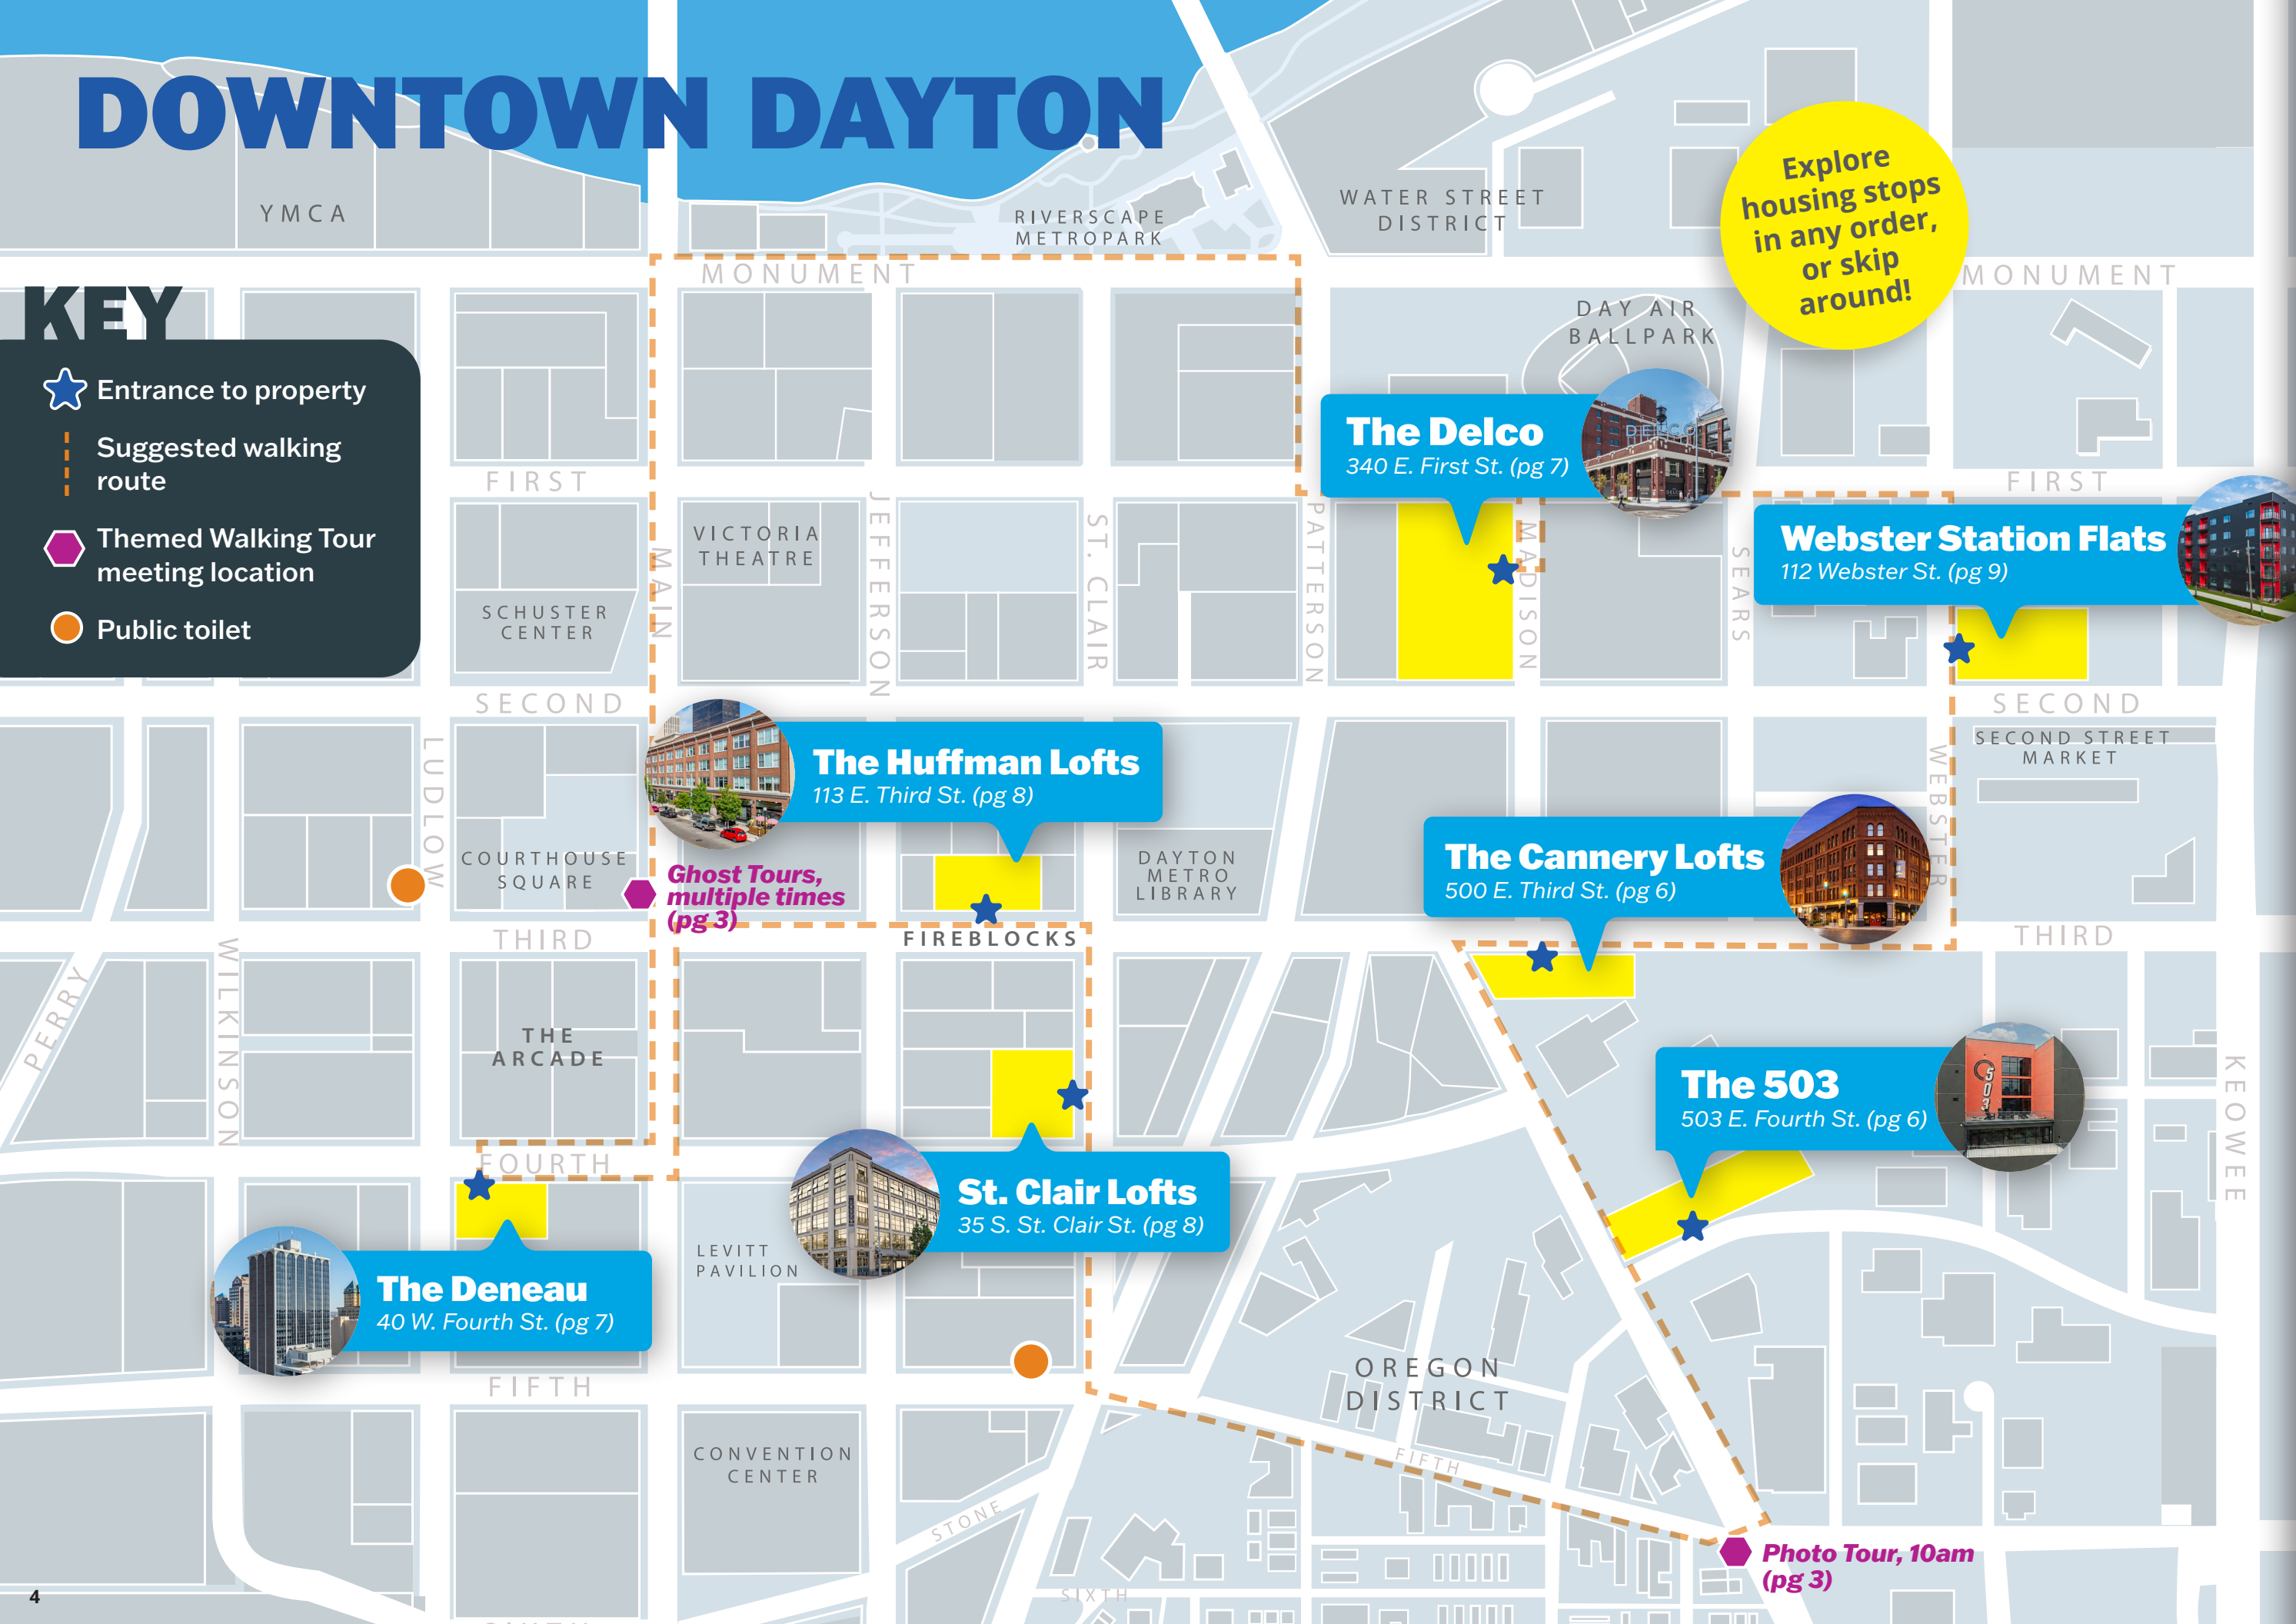 DOWNTOWN DAYTON
YMCA
RIVERSCAPE
METROPARK
WATER STREET
DISTRICT
Explore
housing stops
in any order,
or skip
around!
MONUMENT
MONUMENT
KEY
Entrance to property
Suggested walking
route
Themed Walking Tour
meeting location
Public toilet
DAY AIR
BALLPARK
The Delco
340 E. First St. (pg 7)
DELCO
FIRST
FIRST
VICTORIA
THEATRE
SCHUSTER
CENTER
MAIN
JEFFERSON
ST. CLAIR
PATTERSON
MADISON
SEARS
Webster Station Flats
112 Webster St. (pg 9)
SECOND
SECOND
SECOND STREET
MARKET
LUDLOW
WEBSTER
The Huffman Lofts
113 E. Third St. (pg 8)
COURTHOUSE
SQUARE
Ghost Tours,
multiple times
(pg 3)
DAYTON
METRO
LIBRARY
The Cannery Lofts
500 E. Third St. (pg 6)
THIRD
FIREBLOCKS
THIRD
PERRY
WILKINSON
THE
ARCADE
The 503
503 E. Fourth St. (pg 6)
503
KEOWEE
FOURTH
St. Clair Lofts
35 S. St. Clair St. (pg 8)
LEVITT
PAVILION
The Deneau
40 W. Fourth St. (pg 7)
FIFTH
OREGON
DISTRICT
FIFTH
CONVENTION
CENTER
STONE
SIXTH
Photo Tour, 10am
(pg 3)
4